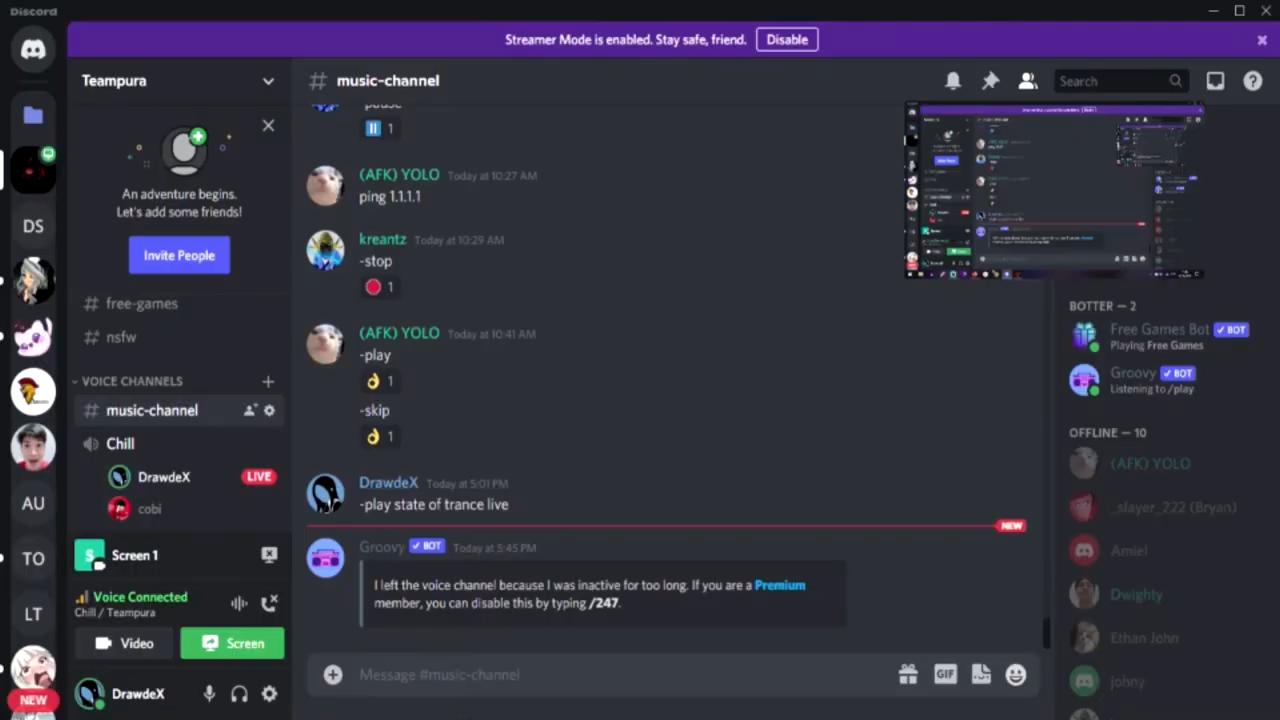 Discord
Streamer Mode is enabled. Stay safe, friend.
Disable
Teampura
# music-channel
Search
An adventure begins.
Let's add some friends!
Invite People
# free-games
# nsfw
VOICE CHANNELS
# music-channel
Chill
DrawdeX
LIVE
cobi
S
Screen 1
Voice Connected
Chill / Teampura
Video
Screen
DrawdeX
DS
AU
TO
LT
NEW
pause
1
(AFK) YOLO Today at 10:27 AM
ping 1.1.1.1
kreantz Today at 10:29 AM
-stop
1
(AFK) YOLO Today at 10:41 AM
-play
1
-skip
1
DrawdeX Today at 5:01 PM
-play state of trance live
NEW
Groovy BOT Today at 5:45 PM
I left the voice channel because I was inactive for too long. If you are a Premium
member, you can disable this by typing /247.
Message #music-channel
GIF
BOTTER — 2
Free Games Bot BOT
Playing Free Games
Groovy BOT
Listening to /play
OFFLINE — 10
(AFK) YOLO
_slayer_222 (Bryan)
Amiel
Dwighty
Ethan John
johny